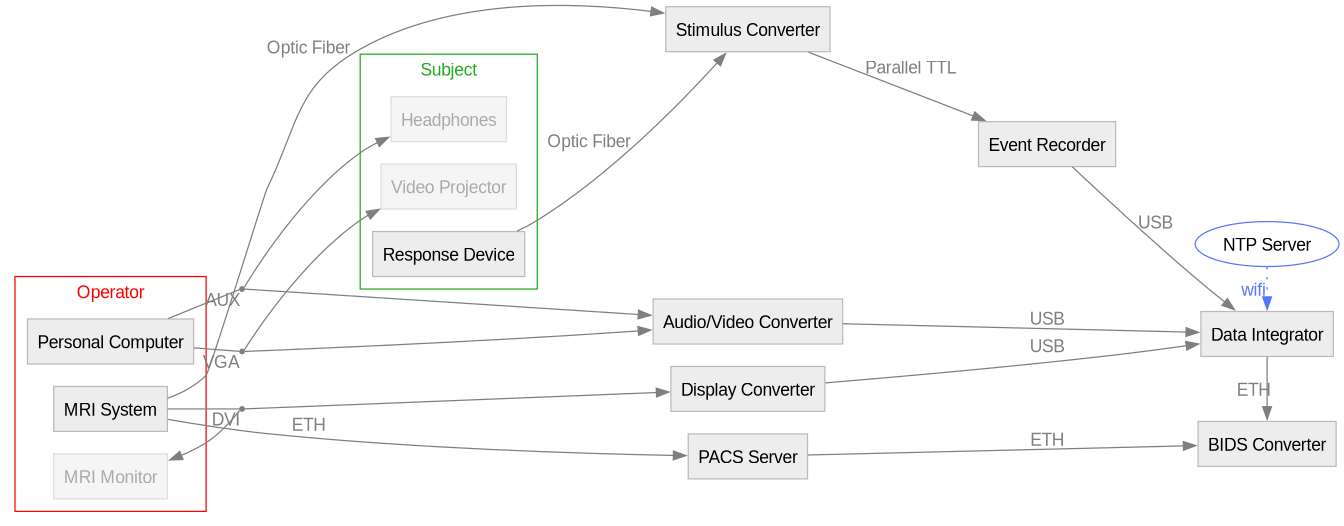 Stimulus Converter
Optic Fiber
Subject
Parallel TTL
Headphones
Optic Fiber
Event Recorder
Video Projector
USB
NTP Server
Response Device
wifi
Operator
AUX
Audio/Video Converter
USB
Data Integrator
Personal Computer
USB
VGA
Display Converter
ETH
MRI System
DVI
ETH
ETH
BIDS Converter
PACS Server
MRI Monitor